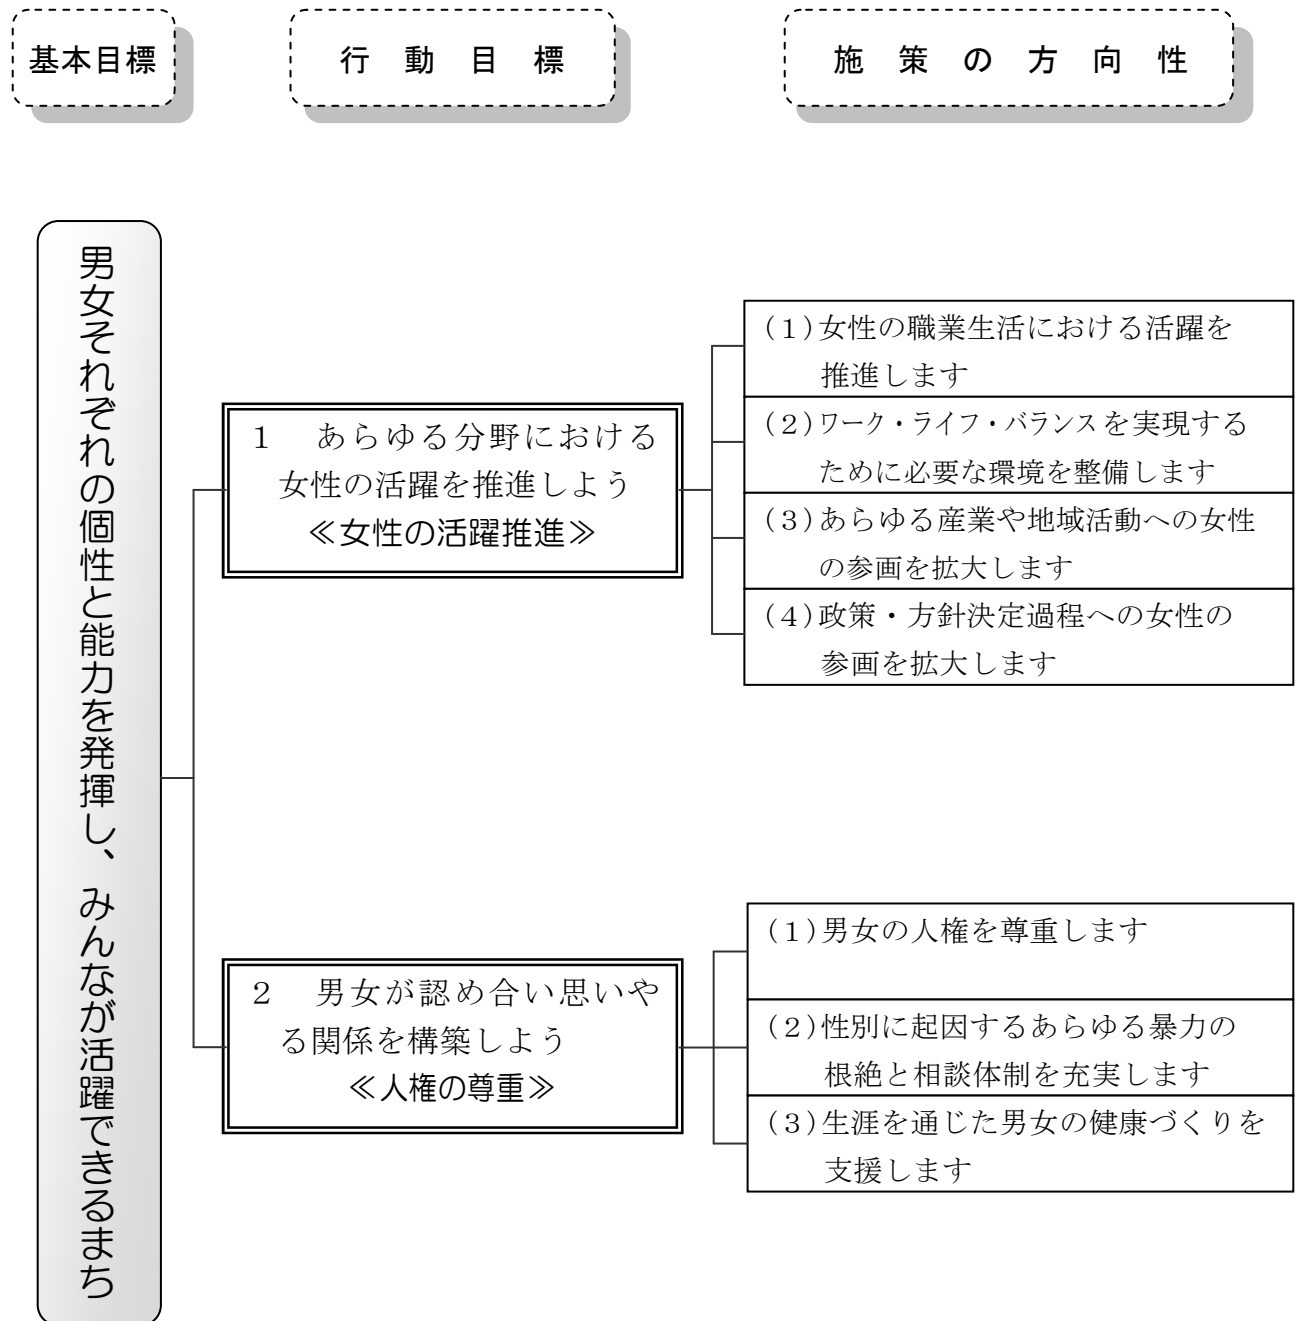 基本目標
行動目標
施策の方向性
男女それぞれの個性と能力を発揮し、みんなが活躍できるまち
1 あらゆる分野における
女性の活躍を推進しよう
≪女性の活躍推進≫
(1)女性の職業生活における活躍を
推進します
(2)ワーク・ライフ・バランスを実現する
ために必要な環境を整備します
(3)あらゆる産業や地域活動への女性
の参画を拡大します
(4)政策・方針決定過程への女性の
参画を拡大します
2 男女が認め合い思いや
る関係を構築しよう
≪人権の尊重≫
(1)男女の人権を尊重します
(2)性別に起因するあらゆる暴力の
根絶と相談体制を充実します
(3)生涯を通じた男女の健康づくりを
支援します